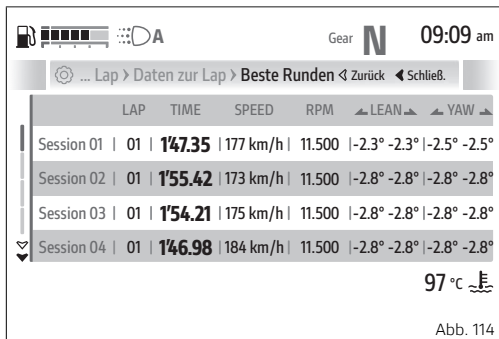 A Gear N 09:09 am
... Lap › Daten zur Lap › Beste Runden Zurück Schließ.
LAP TIME SPEED RPM LEAN YAW
Session 01 | 01 | 1'47.35 | 177 km/h | 11.500 |-2.3° -2.3°|-2.5° -2.5°
Session 02 | 01 | 1'55.42 | 173 km/h | 11.500 |-2.8° -2.8°|-2.8° -2.8°
Session 03 | 01 | 1'54.21 | 175 km/h | 11.500 |-2.8° -2.8°|-2.8° -2.8°
Session 04 | 01 | 1'46.98 | 184 km/h | 11.500 |-2.8° -2.8°|-2.8° -2.8°
97 °C
Abb. 114